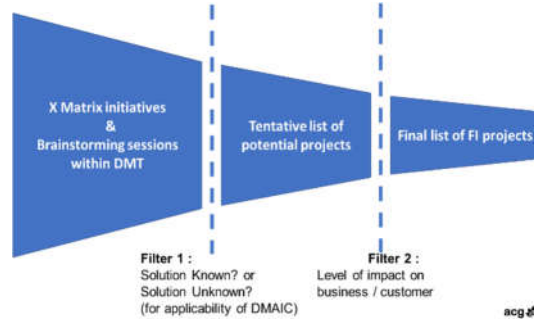 X Matrix initiatives
&
Brainstorming sessions
within DMT
Tentative list of
potential projects
Final list of FI projects
Filter 1 :
Solution Known? or
Solution Unknown?
(for applicability of DMAIC)
Filter 2 :
Level of impact on
business / customer
acg